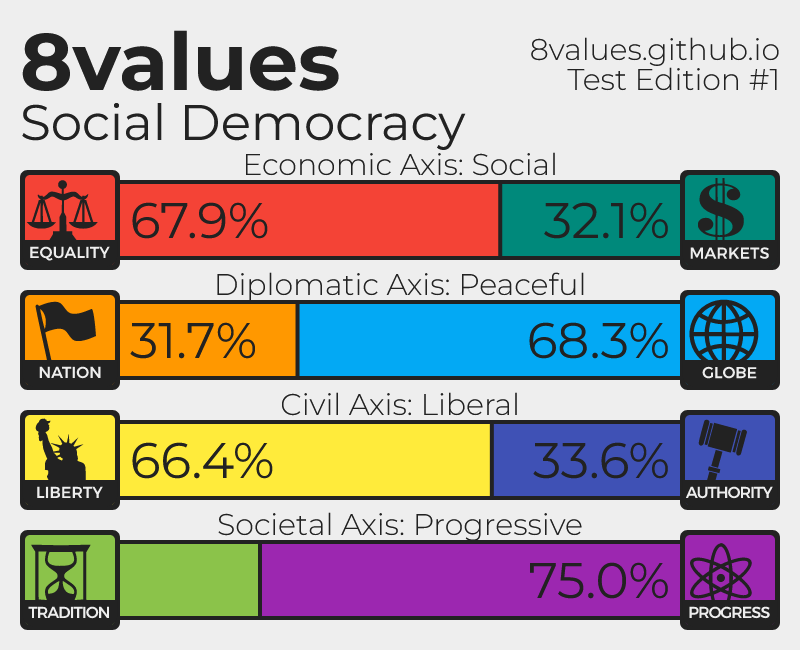 8values
8values.github.io
Test Edition #1
Social Democracy
Economic Axis: Social
67.9%
32.1%
EQUALITY
MARKETS
Diplomatic Axis: Peaceful
31.7%
68.3%
NATION
GLOBE
Civil Axis: Liberal
66.4%
33.6%
LIBERTY
AUTHORITY
Societal Axis: Progressive
75.0%
TRADITION
PROGRESS